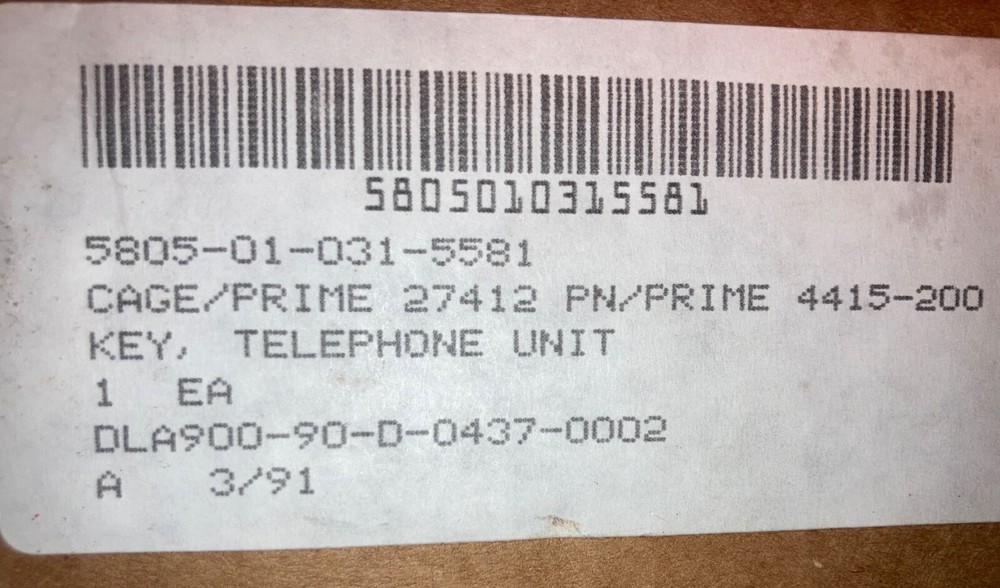 5805010315581
5805-01-031-5581
CAGE/PRIME 27412 PN/PRIME 4415-200
KEY, TELEPHONE UNIT
1 EA
DLA900-90-D-0437-0002
A 3/91